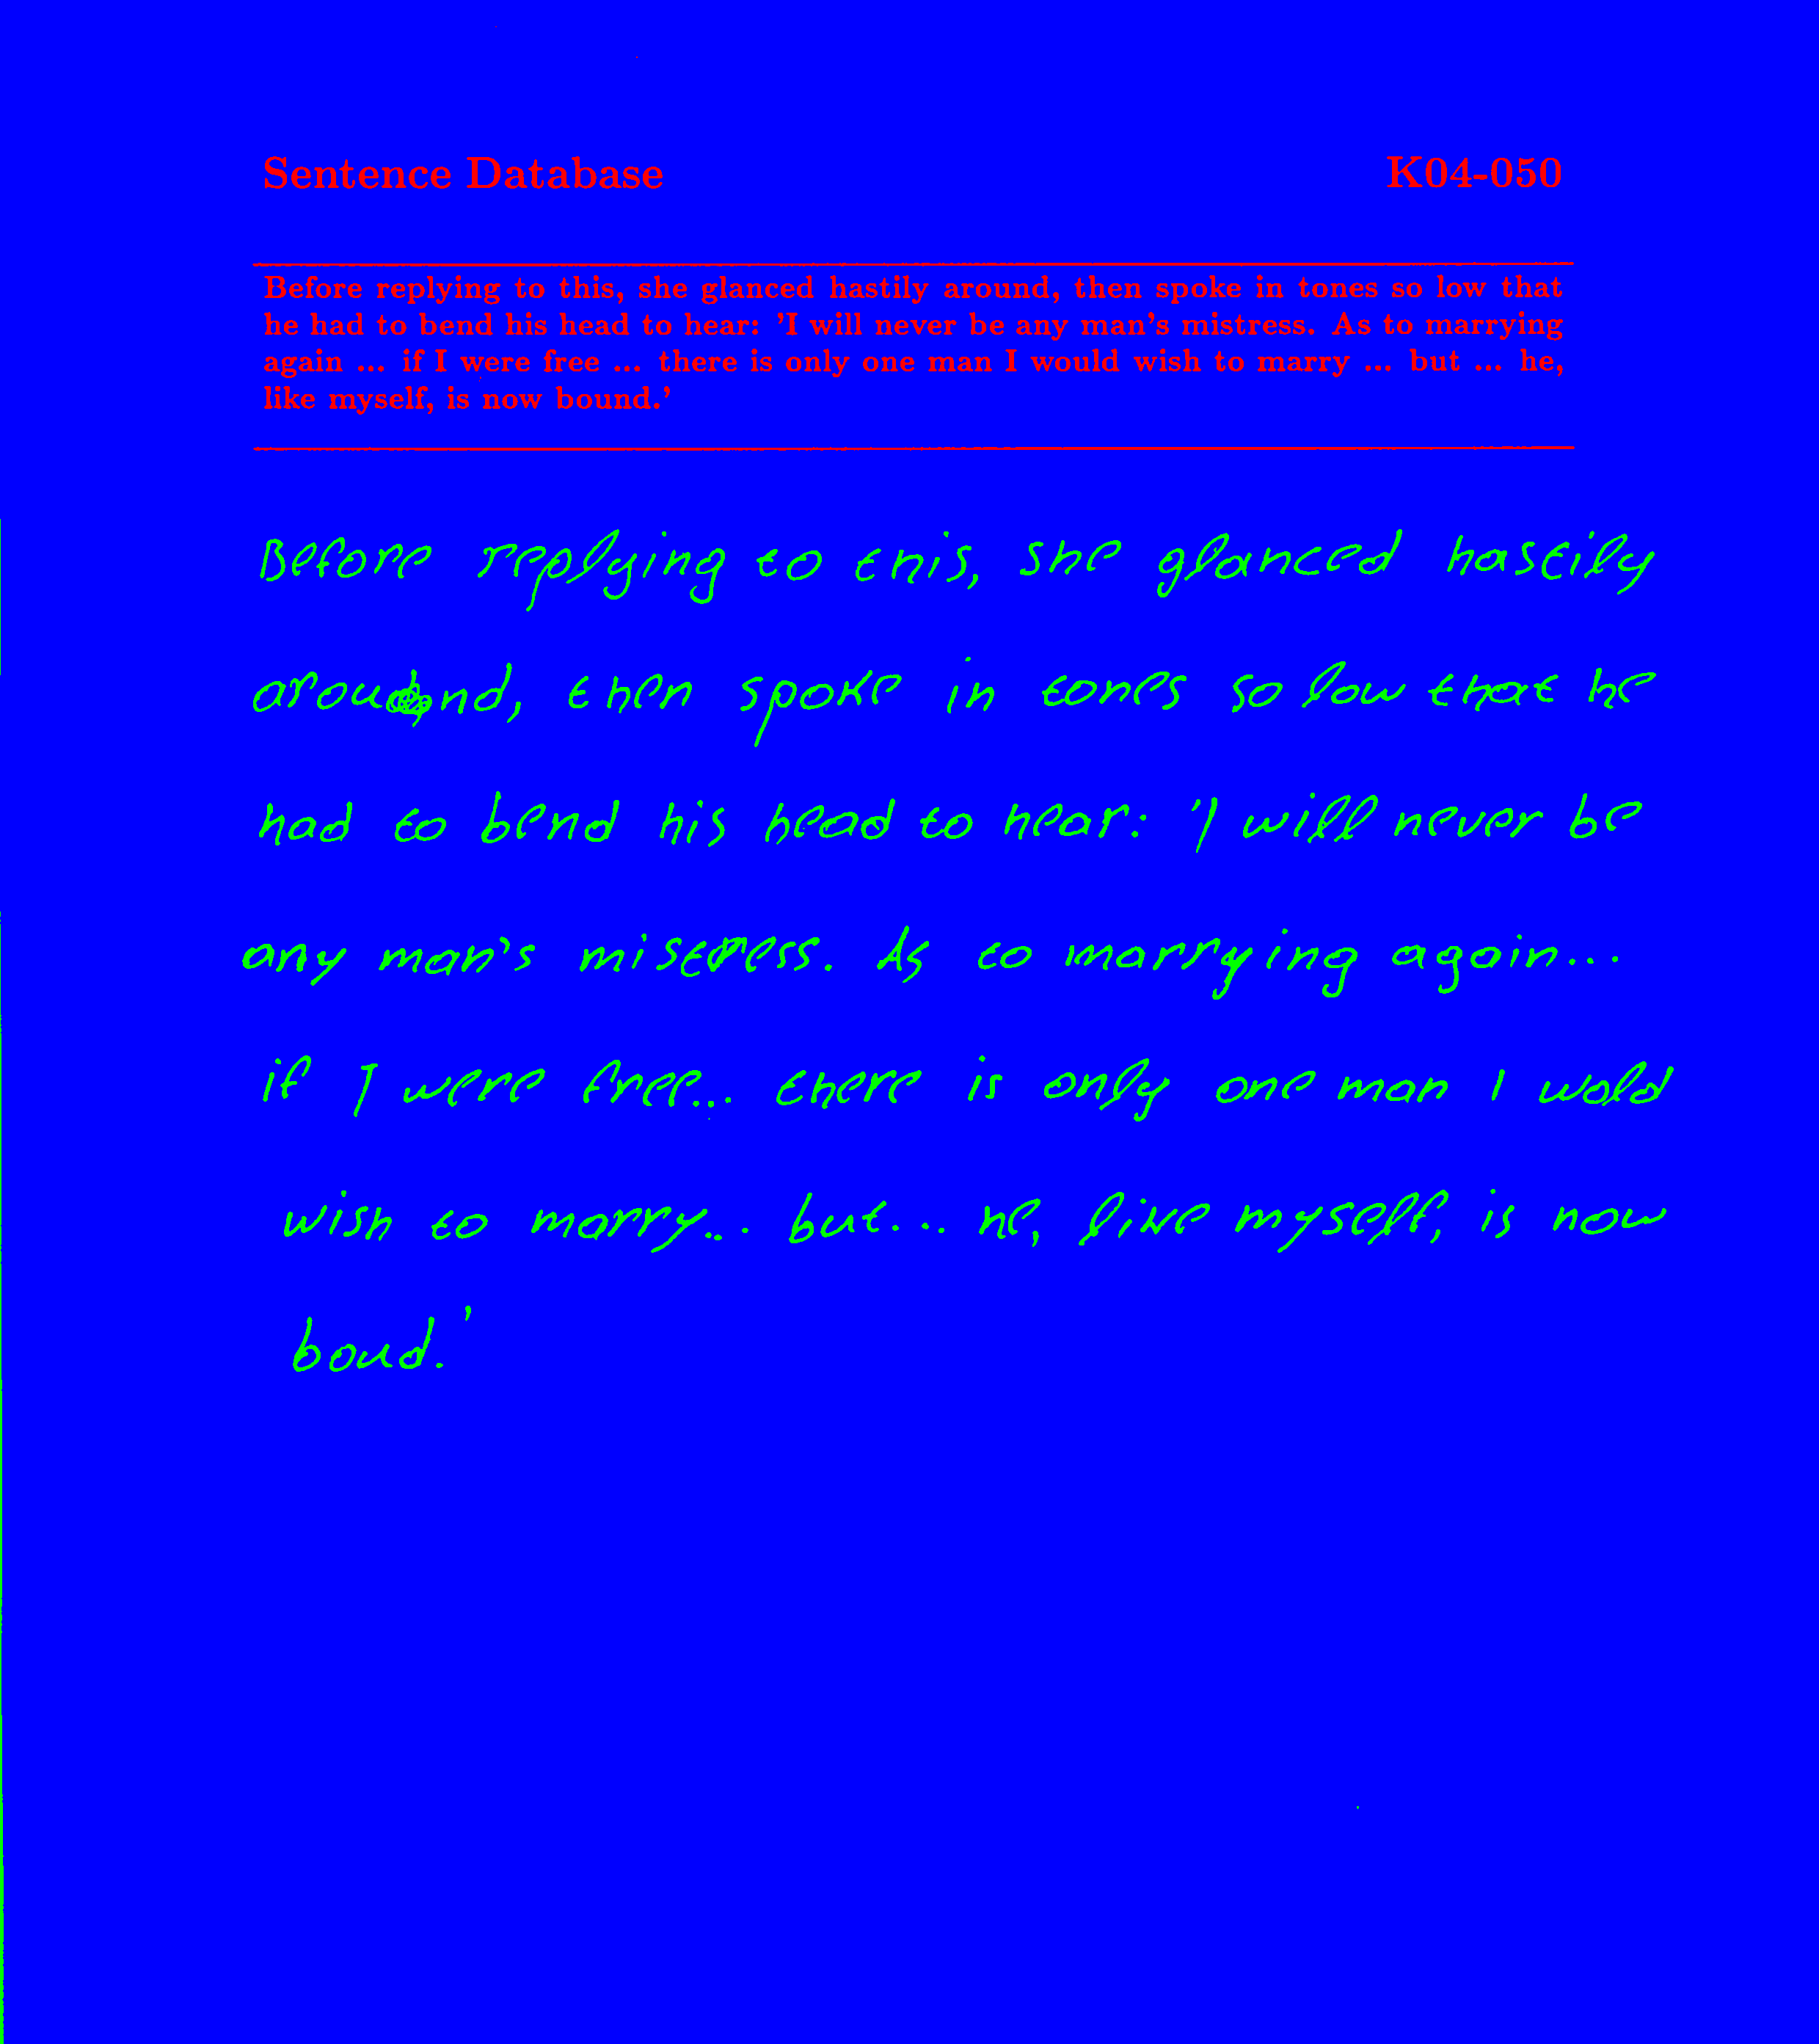 Sentence Database K04-050
Before replying to this, she glanced hastily around, then spoke in tones so low that
he had to bend his head to hear: 'I will never be any man's mistress. As to marrying
again ... if I were free ... there is only one man I would wish to marry ... but ... he,
like myself, is now bound.'
Before replying to this, she glanced hastily
around, then spoke in tones so low that he
had to bend his head to hear: 'I will never be
any man's mistress. As to marrying again...
if I were free... there is only one man I wold
wish to marry... but... he, like myself, is now
boud.'